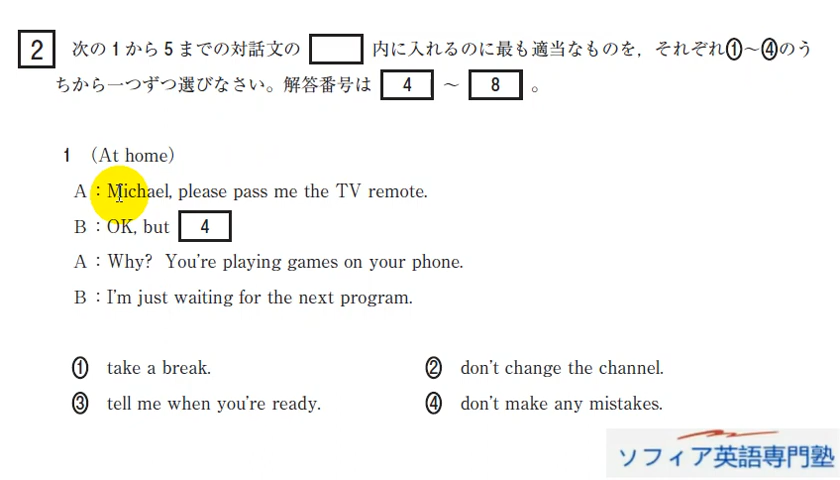 2 次の1から5までの対話文の 内に入れるのに最も適当なものを，それぞれ①～④のう
ちから一つずつ選びなさい。解答番号は 4 ～ 8 。
1 （At home）
A：Michael, please pass me the TV remote.
B：OK, but 4
A：Why? You're playing games on your phone.
B：I'm just waiting for the next program.
① take a break. ② don't change the channel.
③ tell me when you're ready. ④ don't make any mistakes.
ソフィア英語専門塾